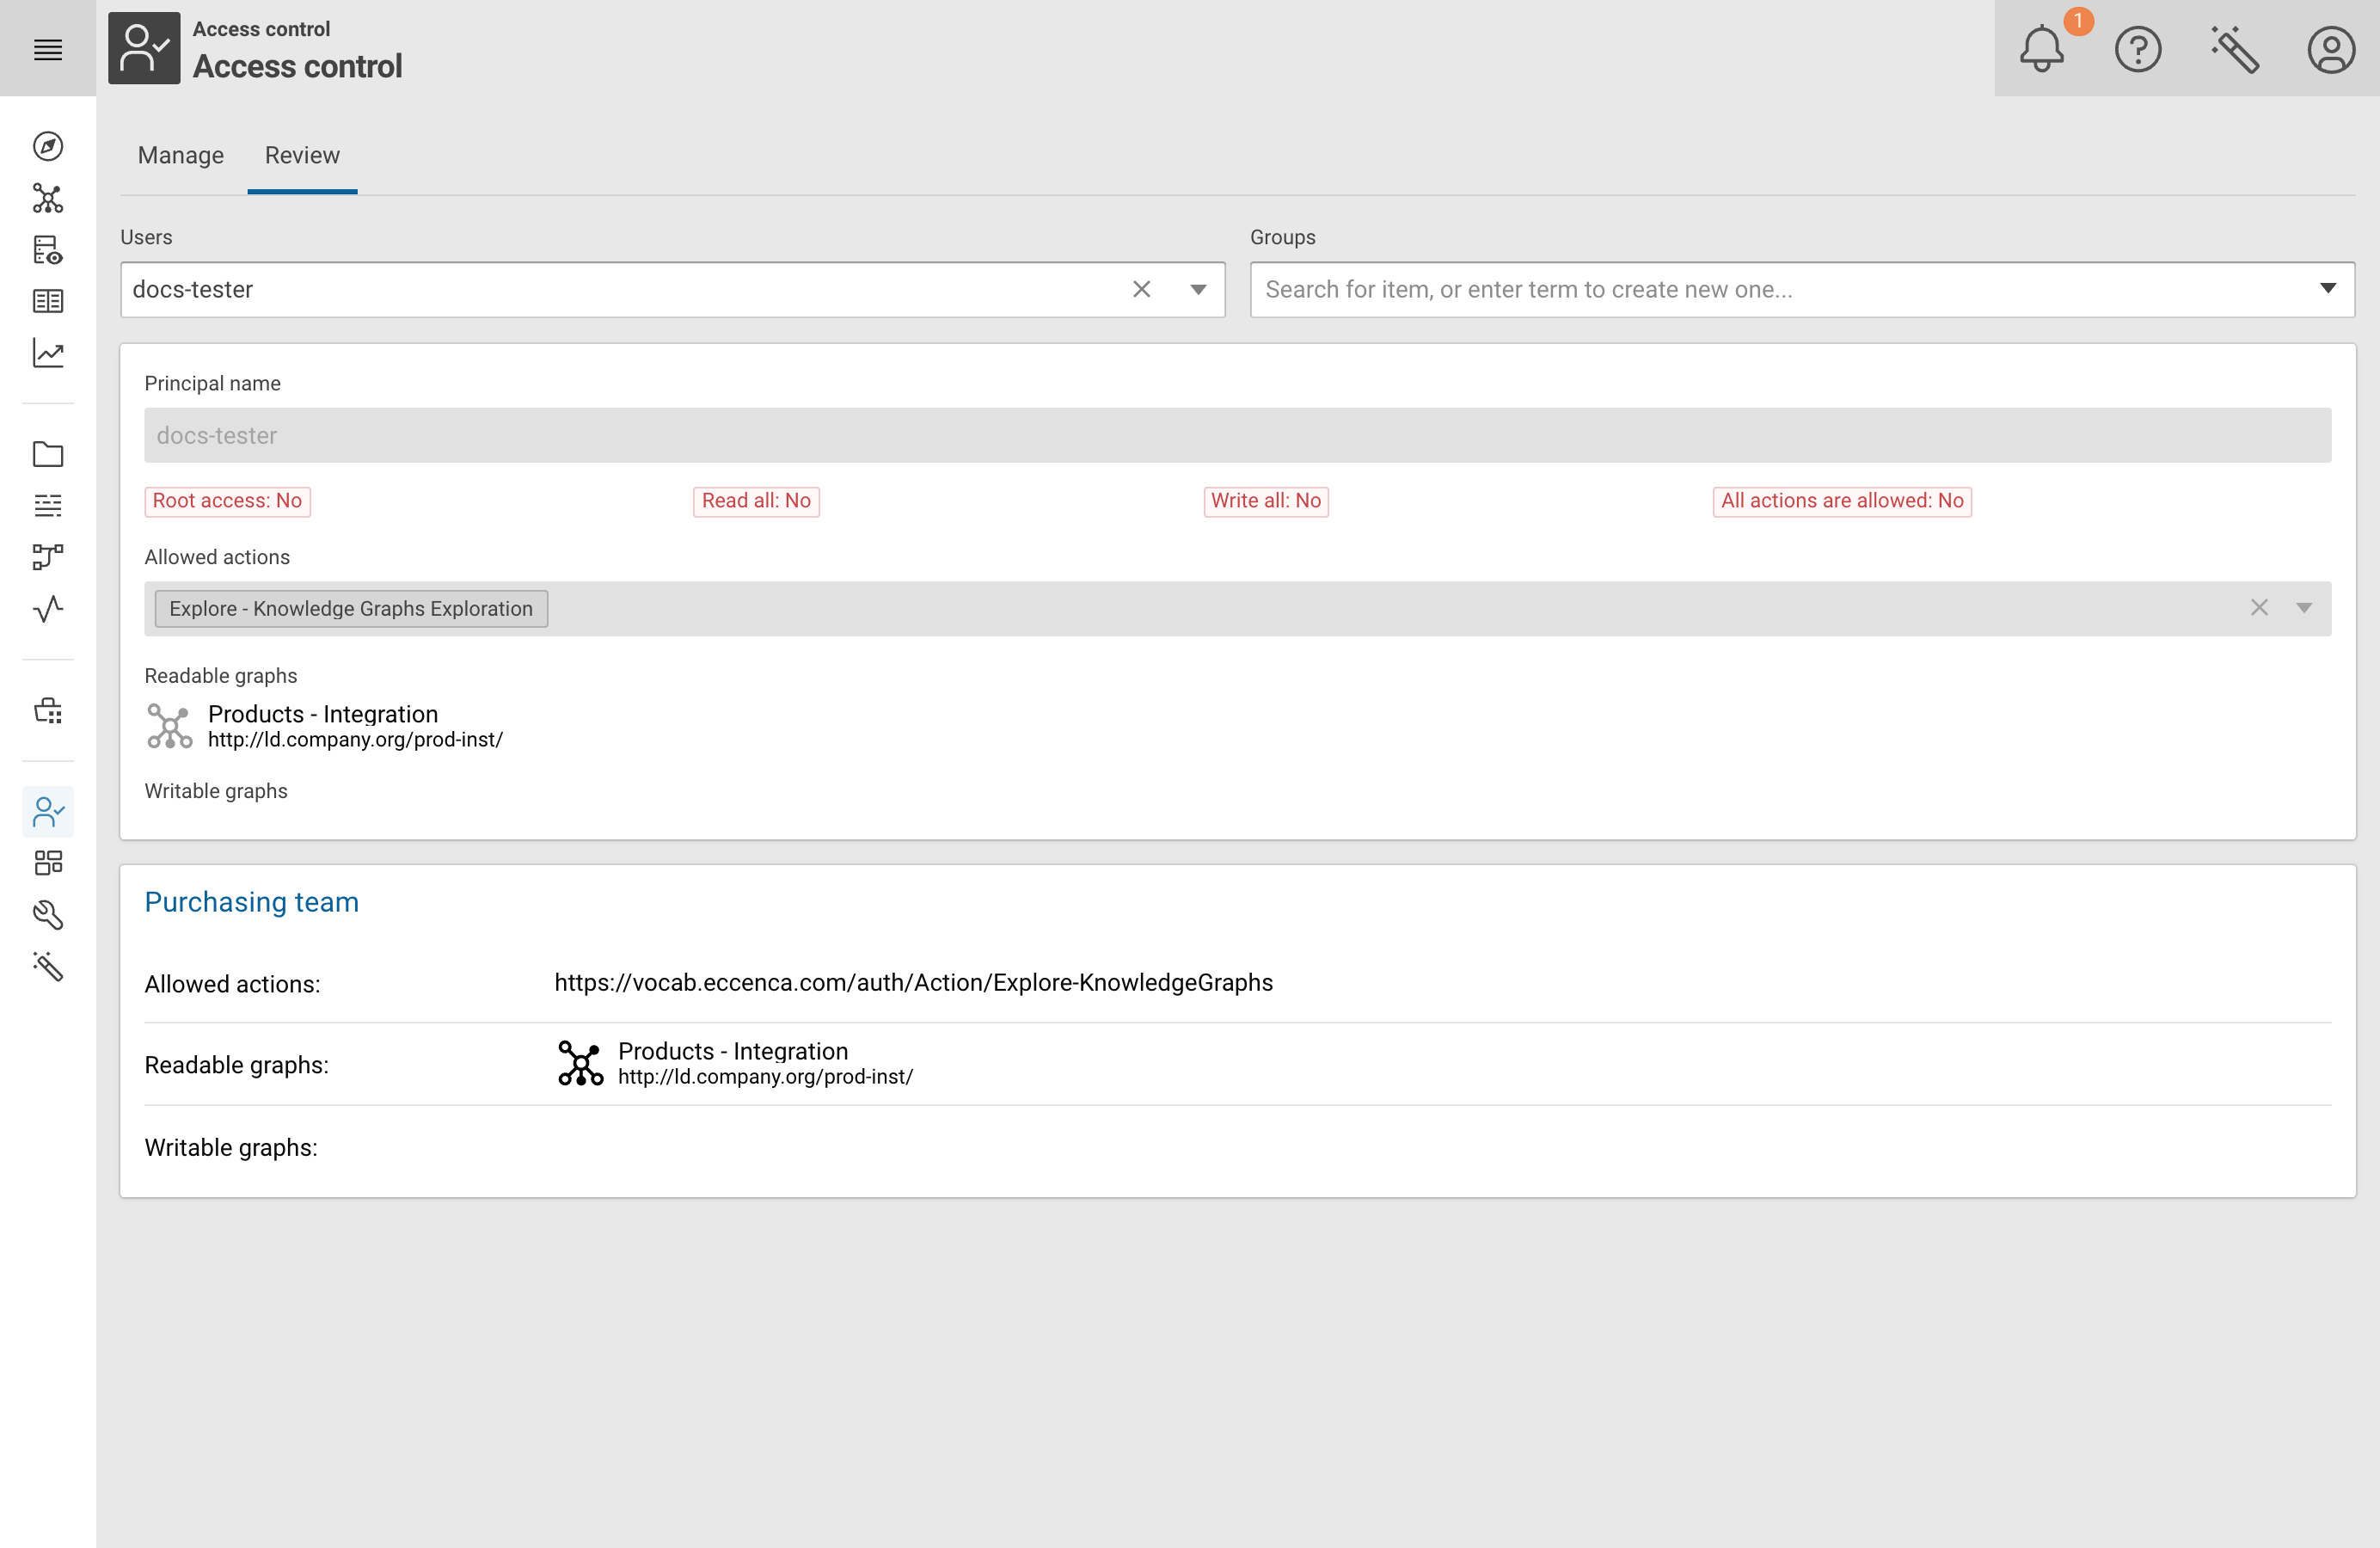 Access control
Access control
1
Manage
Review
Users
Groups
docs-tester
Search for item, or enter term to create new one...
Principal name
docs-tester
Root access: No
Read all: No
Write all: No
All actions are allowed: No
Allowed actions
Explore - Knowledge Graphs Exploration
Readable graphs
Products - Integration
http://ld.company.org/prod-inst/
Writable graphs
Purchasing team
Allowed actions:
https://vocab.eccenca.com/auth/Action/Explore-KnowledgeGraphs
Readable graphs:
Products - Integration
http://ld.company.org/prod-inst/
Writable graphs: